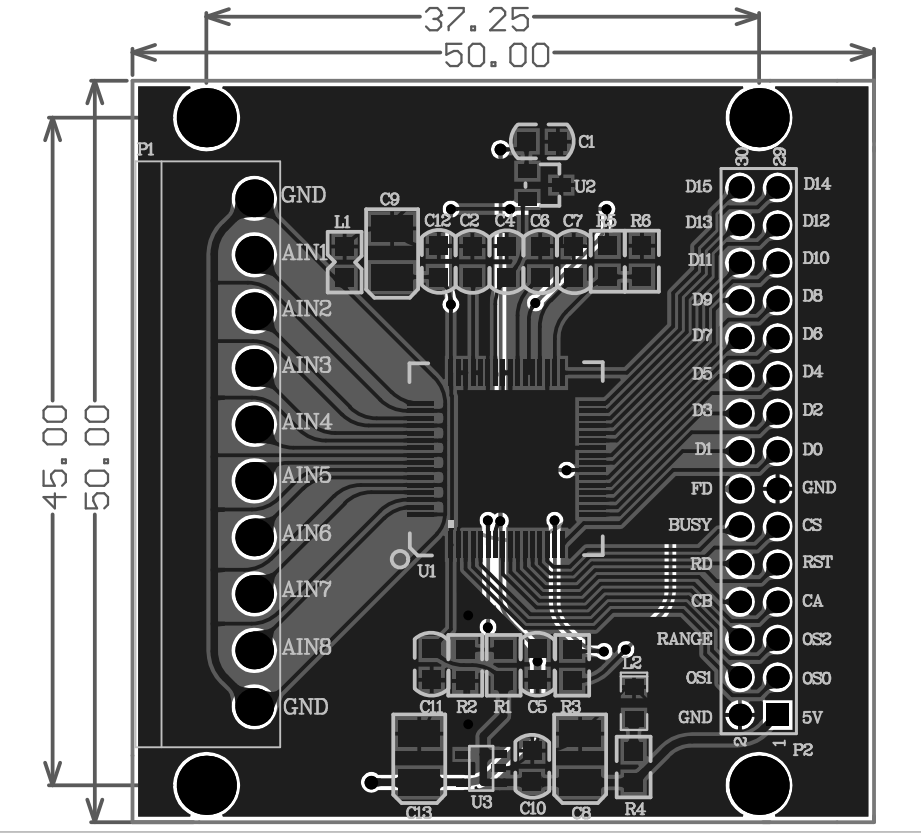 37.25
50.00
45.00
50.00
P1
30 29
C1
U2
GND
AIN1
AIN2
AIN3
AIN4
AIN5
AIN6
AIN7
AIN8
GND
L1 C9 C12 C2 C4 C6 C7 R5 R6
D15 D14
D13 D12
D11 D10
D9 D8
D7 D6
D5 D4
D3 D2
D1 D0
FD GND
BUSY CS
RD RST
CB CA
RANGE OS2
OS1 OS0
GND 5V
2 1 P2
U1
L2
C11 R2 R1 C5 R3
C13 U3 C10 C8 R4